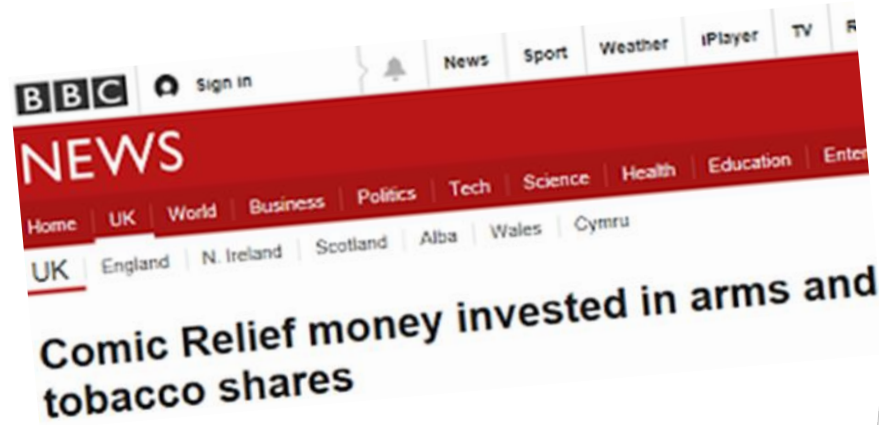 BBC Sign in News Sport Weather iPlayer TV
NEWS
Home UK World Business Politics Tech Science Health Education Enter
UK England N. Ireland Scotland Alba Wales Cymru
Comic Relief money invested in arms and
tobacco shares